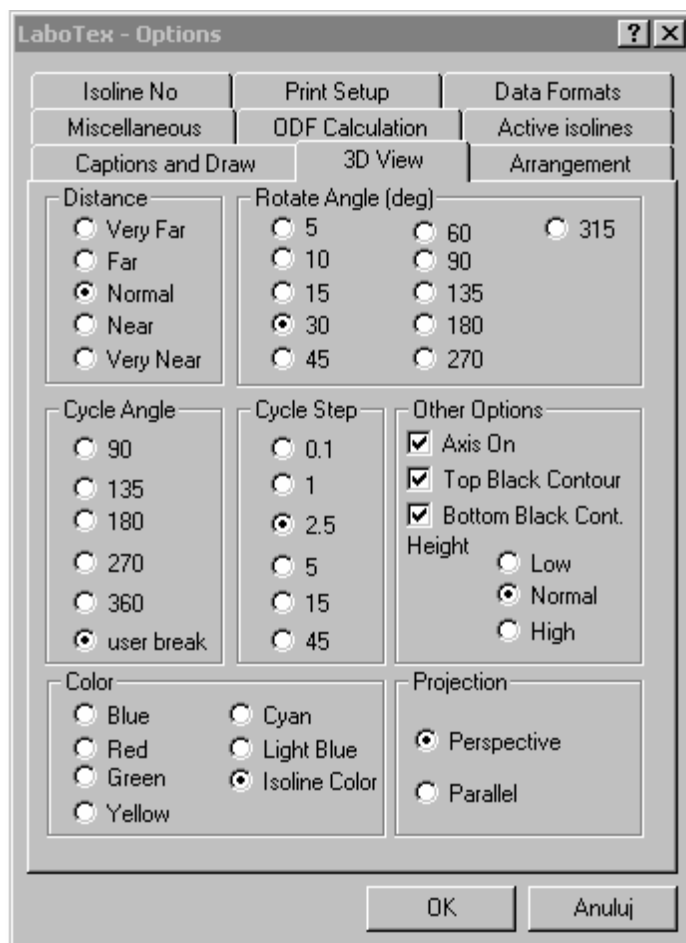 LaboTex - Options
Isoline No
Print Setup
Data Formats
Miscellaneous
ODF Calculation
Active isolines
Captions and Draw
3D View
Arrangement
Distance
Very Far
Far
Normal
Near
Very Near
Rotate Angle (deg)
5
10
15
30
45
60
90
135
180
270
315
Cycle Angle
90
135
180
270
360
user break
Cycle Step
0.1
1
2.5
5
15
45
Other Options
Axis On
Top Black Contour
Bottom Black Cont.
Height
Low
Normal
High
Color
Blue
Red
Green
Yellow
Cyan
Light Blue
Isoline Color
Projection
Perspective
Parallel
OK
Anuluj